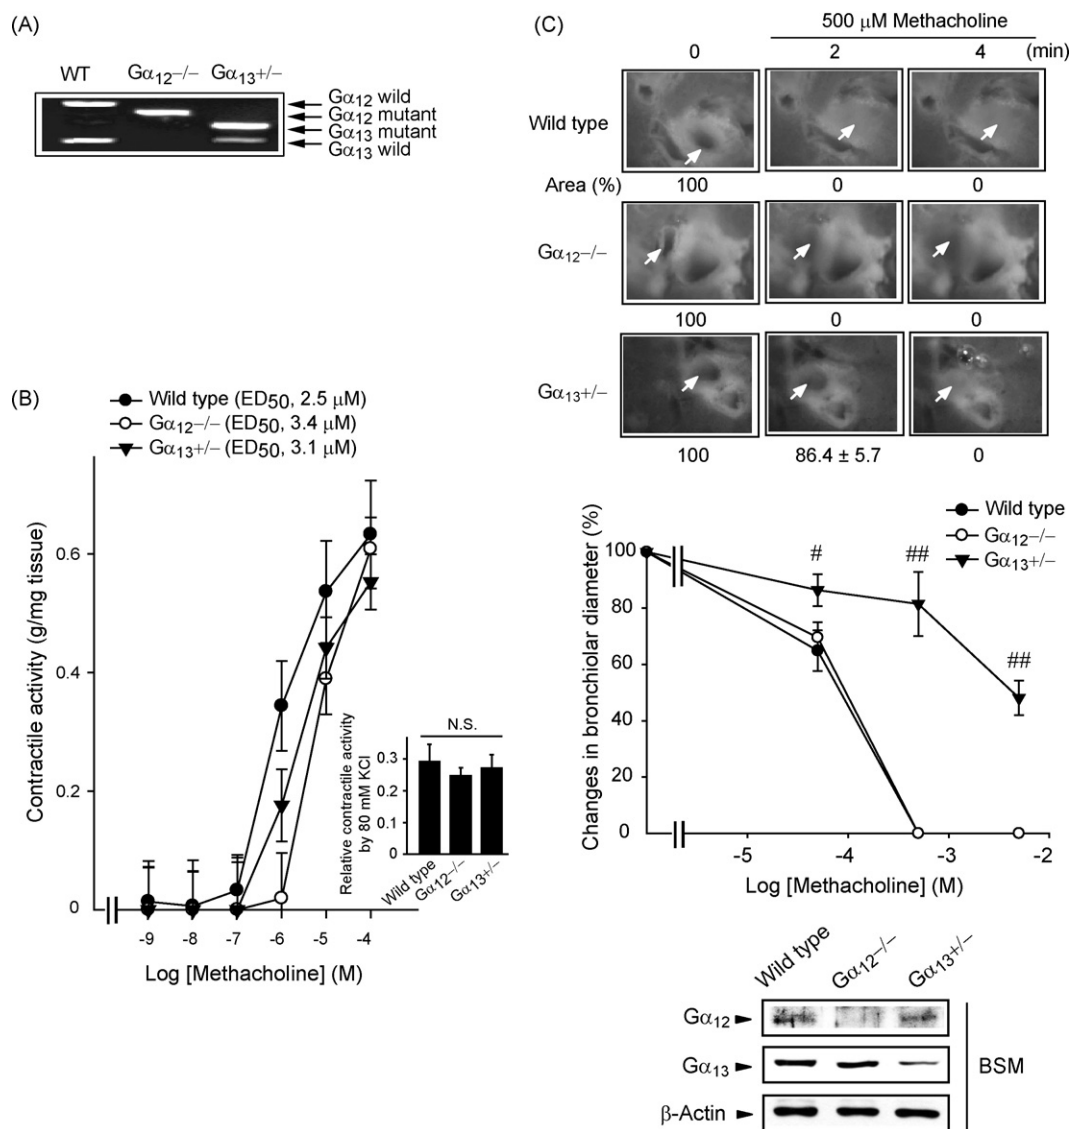 (A)
WT Gα12−/− Gα13+/−
Gα12 wild
Gα12 mutant
Gα13 mutant
Gα13 wild
(B)
Wild type (ED50, 2.5 μM)
Gα12−/− (ED50, 3.4 μM)
Gα13+/− (ED50, 3.1 μM)
Contractile activity (g/mg tissue)
0.6
0.4
0.2
0
-9 -8 -7 -6 -5 -4
Log [Methacholine] (M)
Relative contractile activity
by 80 mM KCl
N.S.
0.3
0.2
0.1
0
Wild type
Gα12−/−
Gα13+/−
(C)
500 μM Methacholine
0 2 4 (min)
Wild type
Area (%) 100 0 0
Gα12−/−
100 0 0
Gα13+/−
100 86.4 ± 5.7 0
Wild type
Gα12−/−
Gα13+/−
Changes in bronchiolar diameter (%)
100
80
60
40
20
0
# ## ##
-5 -4 -3 -2
Log [Methacholine] (M)
Wild type Gα12−/− Gα13+/−
Gα12
Gα13
β-Actin
BSM